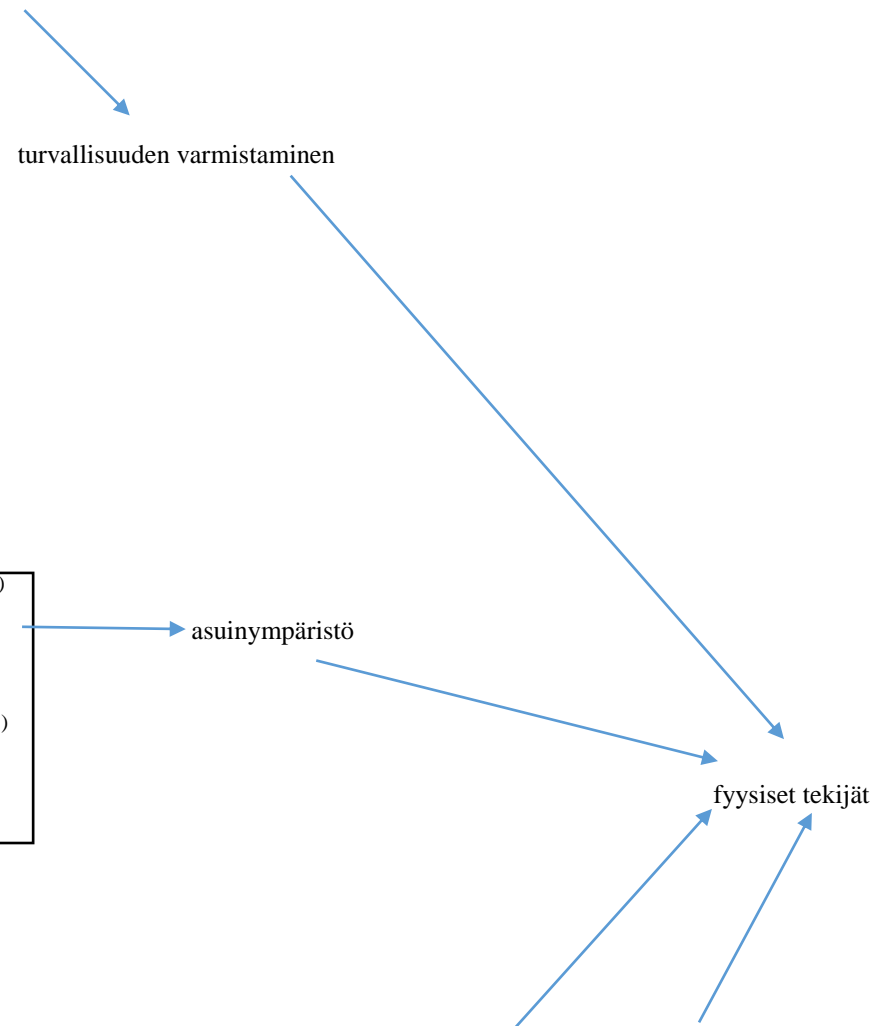 turvallisuuden varmistaminen
)
asuinympäristö
)
fyysiset tekijät